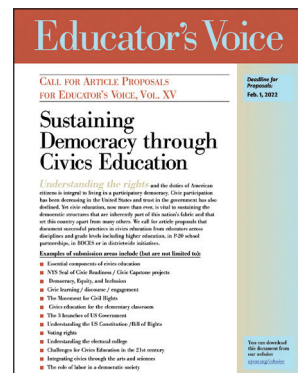 Educator's Voice
CALL FOR ARTICLE PROPOSALS
FOR EDUCATOR'S VOICE, VOL. XV
Sustaining
Democracy through
Civics Education
Understanding the rights and the duties of American
citizens is integral to living in a participatory democracy. Civic participation
has been decreasing in the United States and trust in the government has also
declined. Yet civic education, now more than ever, is vital to sustaining the
democratic structures that are inherently part of this nation's fabric and that
set this country apart from many others. We call for article proposals that
document successful practices in civics education from educators across
disciplines and grade levels including higher education, in P-20 school
partnerships, in BOCES or in districtwide initiatives.
Examples of submission areas include (but are not limited to):
Essential components of civics education
NYS Seal of Civic Readiness / Civic Capstone projects
Democracy, Equity, and Inclusion
Civic learning / discourse / engagement
The Movement for Civil Rights
Civics education for the elementary classroom
The 3 branches of US Government
Understanding the US Constitution /Bill of Rights
Voting rights
Understanding the electoral college
Challenges for Civics Education in the 21st century
Integrating civics through the arts and sciences
The role of labor in a democratic society
Deadline for
Proposals:
Feb. 1, 2022
You can download
this document from
our website: